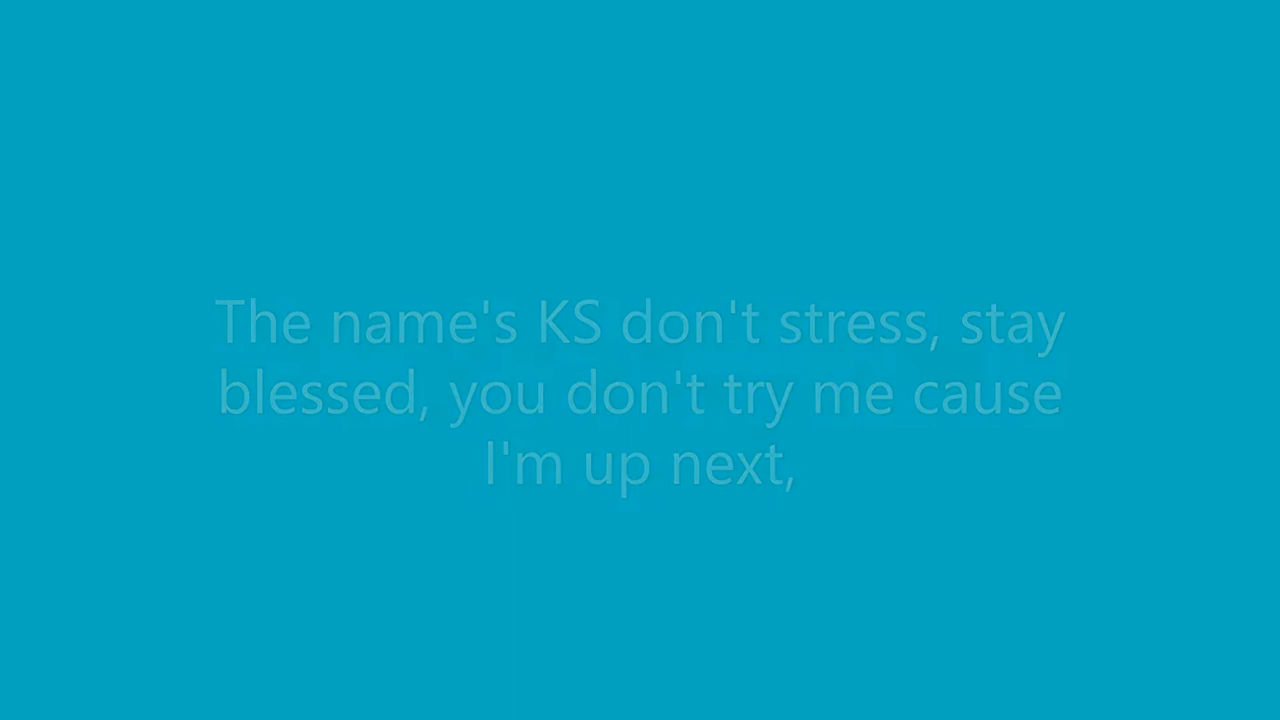 The name's KS don't stress, stay
blessed, you don't try me cause
I'm up next,